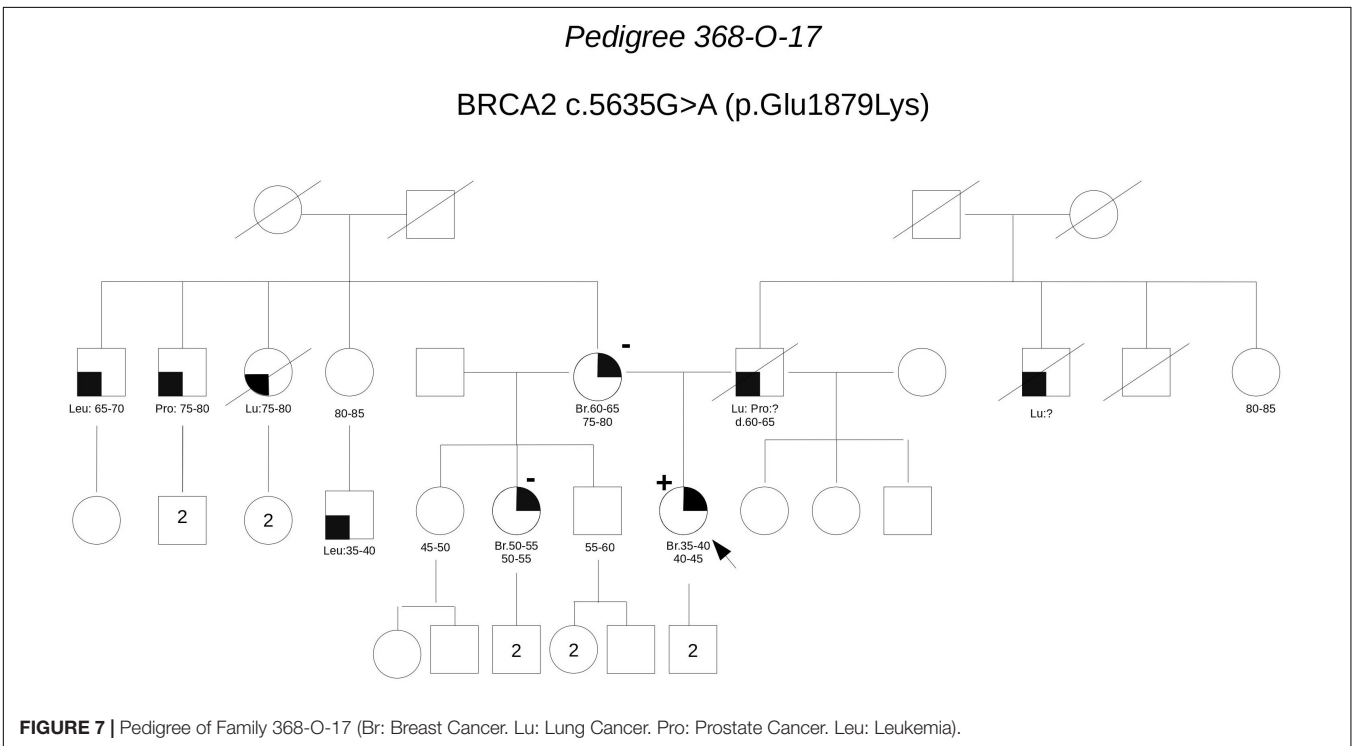 Pedigree 368-O-17
BRCA2 c.5635G>A (p.Glu1879Lys)
-
Leu: 65-70
Pro: 75-80
Lu:75-80
80-85
Br.60-65
75-80
Lu: Pro:?
d.60-65
Lu:?
80-85
2
2
Leu:35-40
45-50
-
Br.50-55
50-55
55-60
+
Br.35-40
40-45
2
2
2
FIGURE 7 | Pedigree of Family 368-O-17 (Br: Breast Cancer. Lu: Lung Cancer. Pro: Prostate Cancer. Leu: Leukemia).